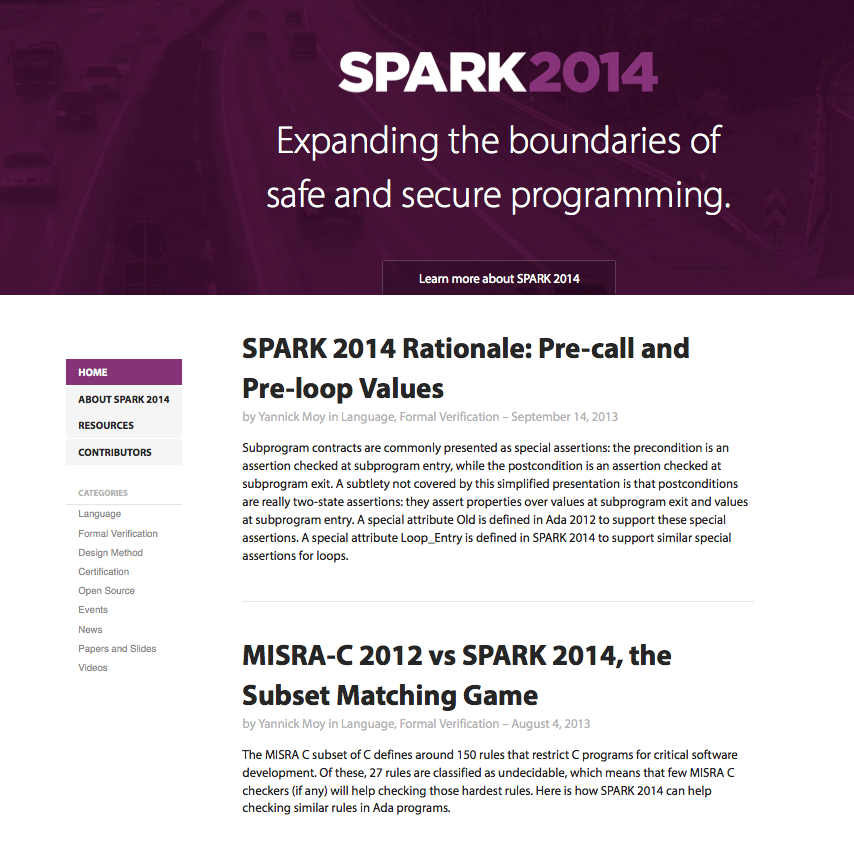 SPARK2014
Expanding the boundaries of
safe and secure programming.
Learn more about SPARK 2014
HOME
ABOUT SPARK 2014
RESOURCES
CONTRIBUTORS
CATEGORIES
Language
Formal Verification
Design Method
Certification
Open Source
Events
News
Papers and Slides
Videos
SPARK 2014 Rationale: Pre-call and
Pre-loop Values
by Yannick Moy in Language, Formal Verification – September 14, 2013
Subprogram contracts are commonly presented as special assertions: the precondition is an
assertion checked at subprogram entry, while the postcondition is an assertion checked at
subprogram exit. A subtlety not covered by this simplified presentation is that postconditions
are really two-state assertions: they assert properties over values at subprogram exit and values
at subprogram entry. A special attribute Old is defined in Ada 2012 to support these special
assertions. A special attribute Loop_Entry is defined in SPARK 2014 to support similar special
assertions for loops.
MISRA-C 2012 vs SPARK 2014, the
Subset Matching Game
by Yannick Moy in Language, Formal Verification – August 4, 2013
The MISRA C subset of C defines around 150 rules that restrict C programs for critical software
development. Of these, 27 rules are classified as undecidable, which means that few MISRA C
checkers (if any) will help checking those hardest rules. Here is how SPARK 2014 can help
checking similar rules in Ada programs.